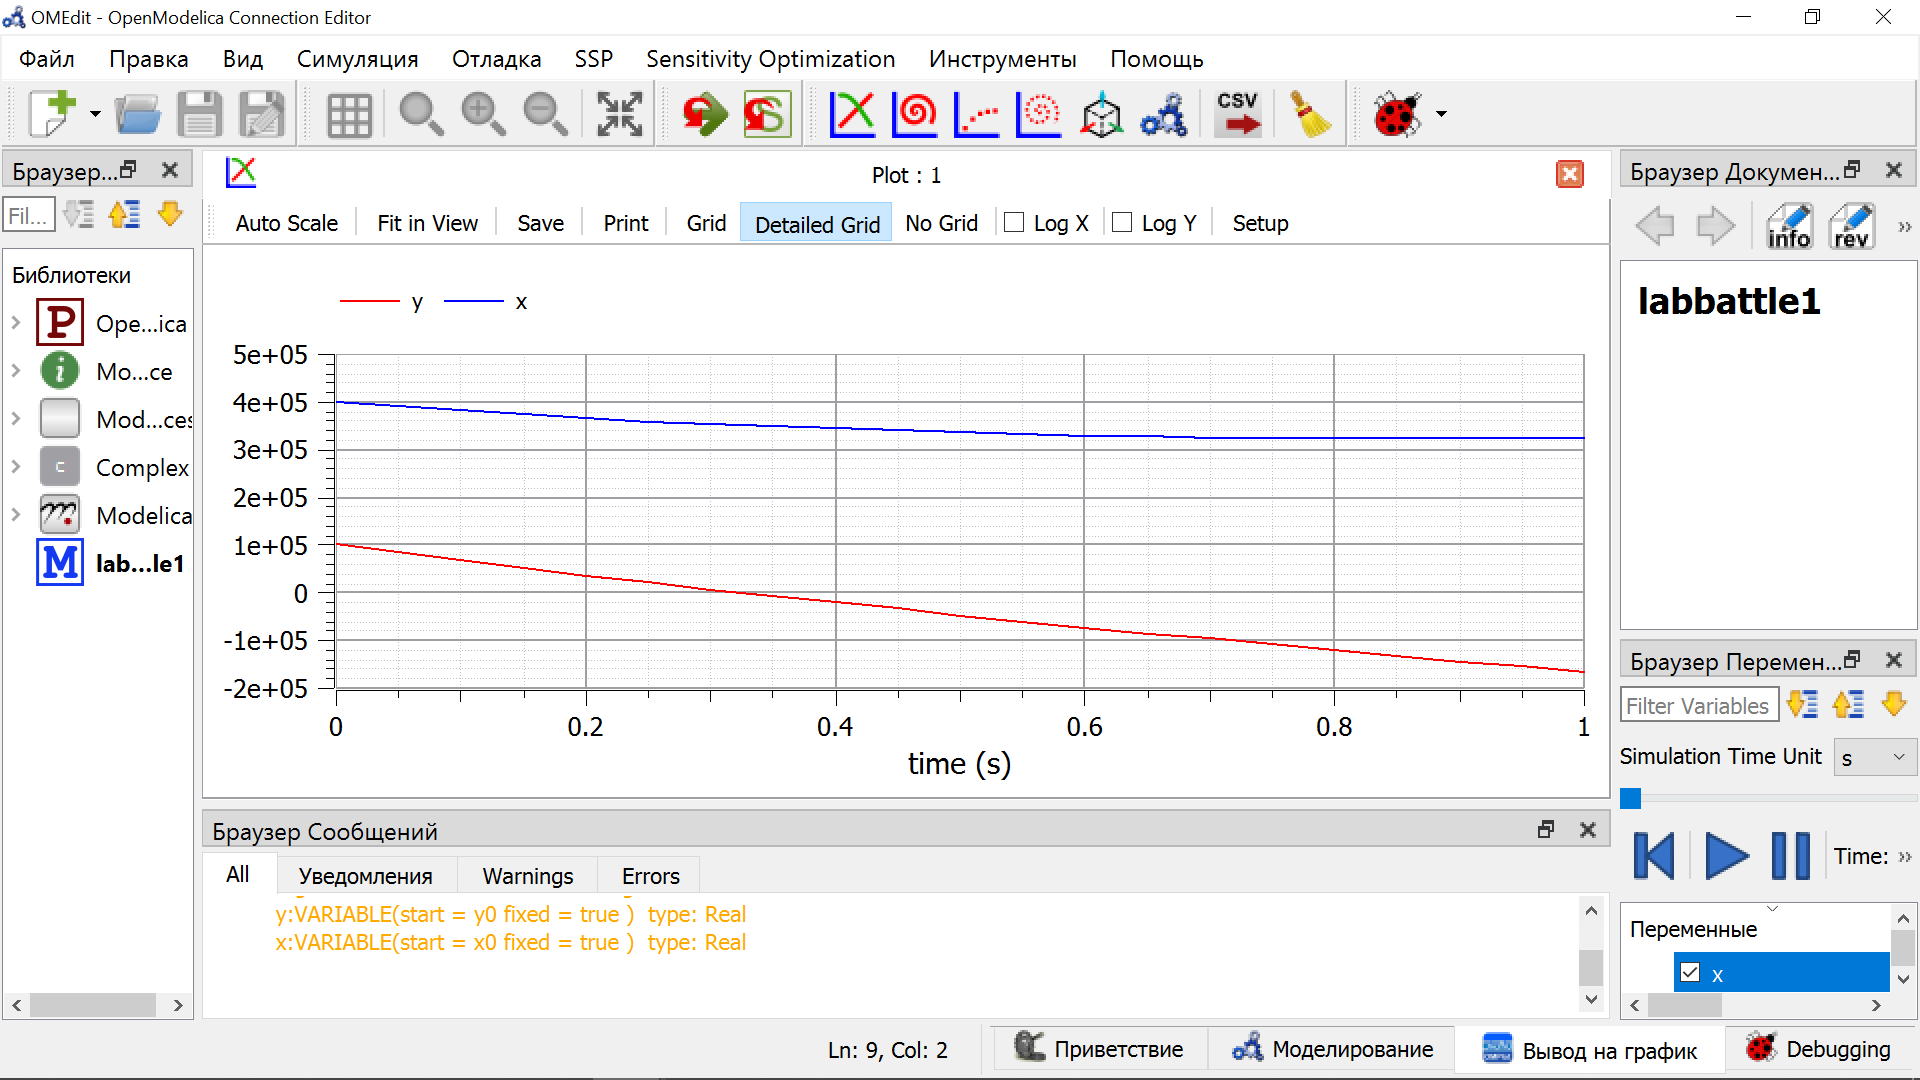 OMEdit - OpenModelica Connection Editor
Файл Правка Вид Симуляция Отладка SSP Sensitivity Optimization Инструменты Помощь
CSV
Браузер...
Fil...
Библиотеки
P Ope...ica
i Mo...ce
Mod...ces
C Complex
m Modelica
M lab...le1
Plot : 1
Auto Scale Fit in View Save Print Grid Detailed Grid No Grid Log X Log Y Setup
y x
5e+05
4e+05
3e+05
2e+05
1e+05
0
-1e+05
-2e+05
0 0.2 0.4 0.6 0.8 1
time (s)
Браузер Сообщений
All Уведомления Warnings Errors
y:VARIABLE(start = y0 fixed = true ) type: Real
x:VARIABLE(start = x0 fixed = true ) type: Real
Браузер Докумен...
info rev »
labbattle1
Браузер Перемен...
Filter Variables
Simulation Time Unit s
Time: »
Переменные
x
Ln: 9, Col: 2 Приветствие Моделирование Вывод на график Debugging